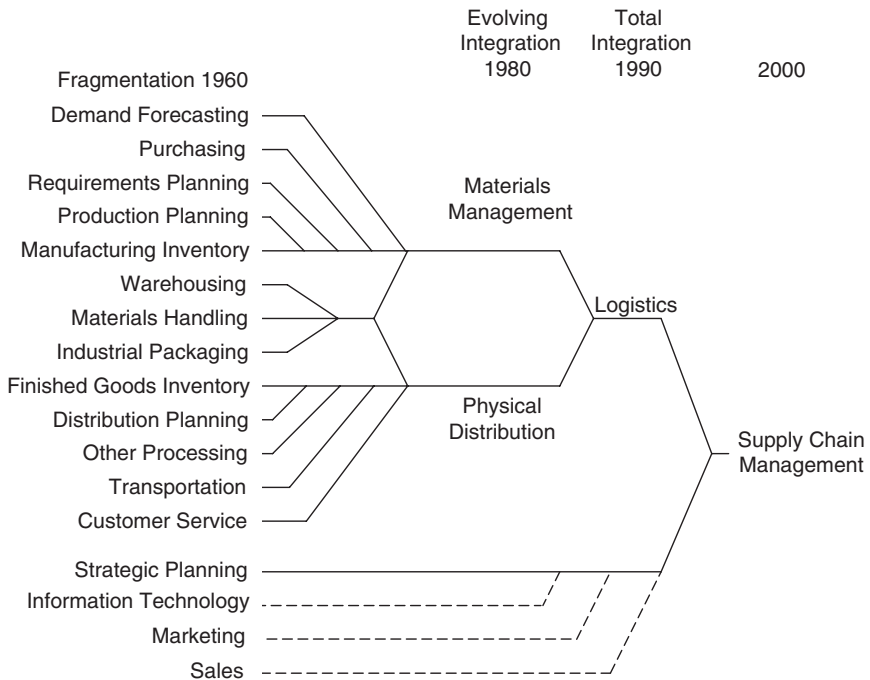 Evolving
Integration
1980
Total
Integration
1990
2000
Fragmentation 1960
Demand Forecasting
Purchasing
Requirements Planning
Production Planning
Manufacturing Inventory
Warehousing
Materials Handling
Industrial Packaging
Finished Goods Inventory
Distribution Planning
Other Processing
Transportation
Customer Service
Strategic Planning
Information Technology
Marketing
Sales
Materials
Management
Physical
Distribution
Logistics
Supply Chain
Management